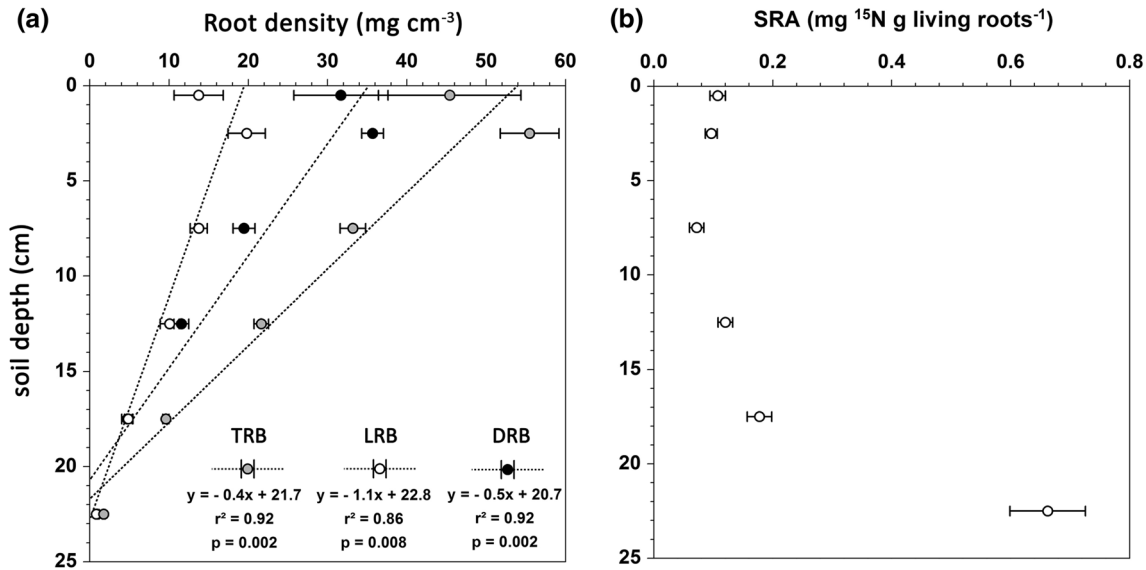 (a)
Root density (mg cm⁻³)
0 10 20 30 40 50 60
soil depth (cm)
0
5
10
15
20
25
TRB LRB DRB
y = - 0.4x + 21.7 y = - 1.1x + 22.8 y = - 0.5x + 20.7
r² = 0.92 r² = 0.86 r² = 0.92
p = 0.002 p = 0.008 p = 0.002
(b)
SRA (mg ¹⁵N g living roots⁻¹)
0.0 0.2 0.4 0.6 0.8
0
5
10
15
20
25